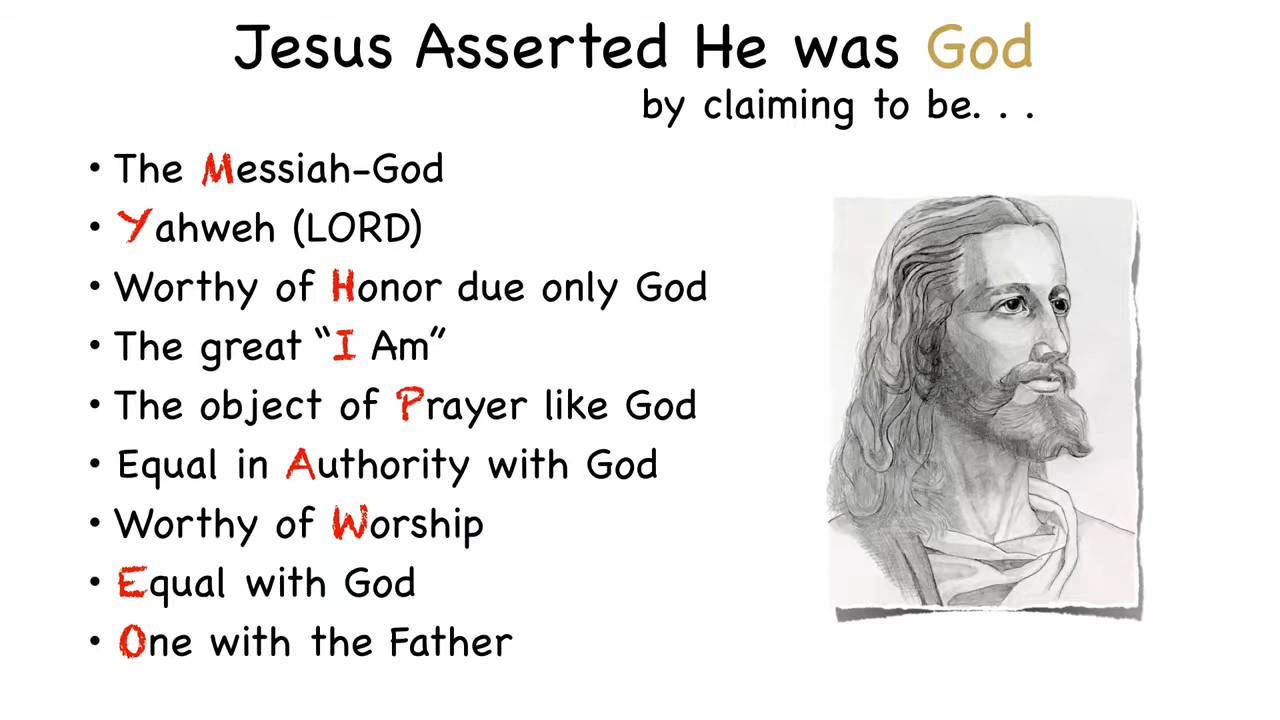 Jesus Asserted He was God
by claiming to be. . .
• The Messiah-God
• Yahweh (LORD)
• Worthy of Honor due only God
• The great “I Am”
• The object of Prayer like God
• Equal in Authority with God
• Worthy of Worship
• Equal with God
• One with the Father